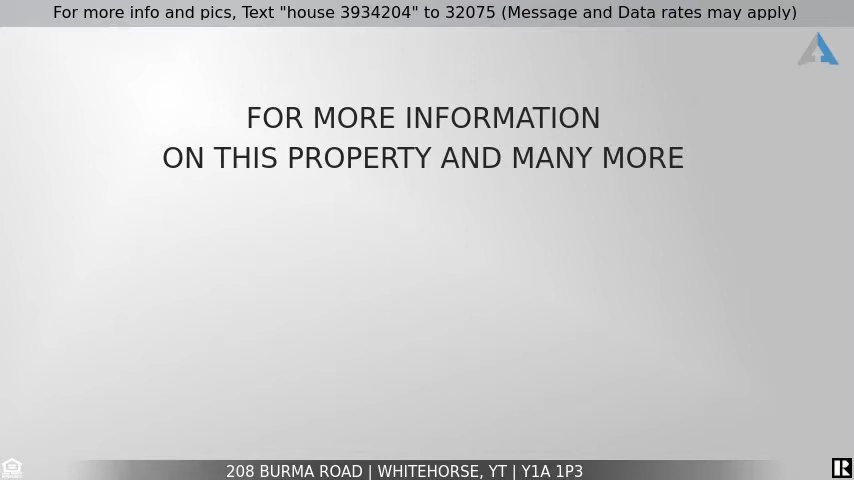 For more info and pics, Text "house 3934204" to 32075 (Message and Data rates may apply)
FOR MORE INFORMATION
ON THIS PROPERTY AND MANY MORE
208 BURMA ROAD | WHITEHORSE, YT | Y1A 1P3